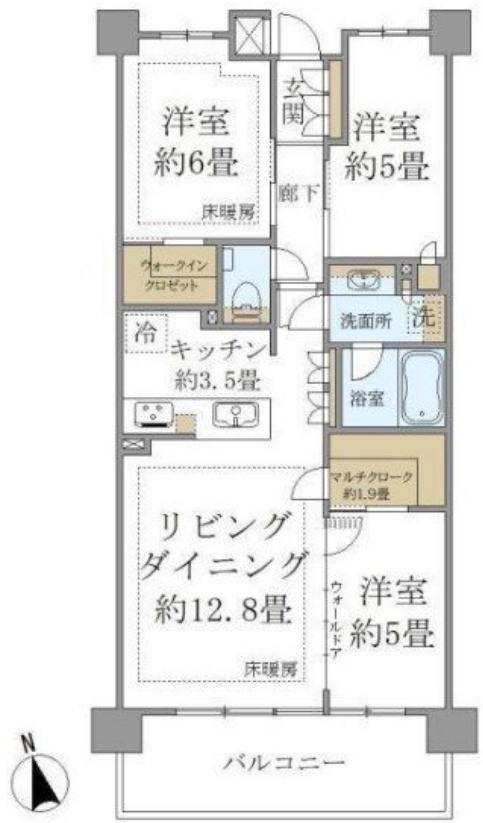 玄
関
洋室
約6畳
床暖房
洋室
約5畳
廊下
ウォークイン
クロゼット
冷
キッチン
約3.5畳
洗面所
洗
浴室
マルチクローク
約1.9畳
リビング
ダイニング
約12.8畳
床暖房
ウォールドア
洋室
約5畳
バルコニー
N